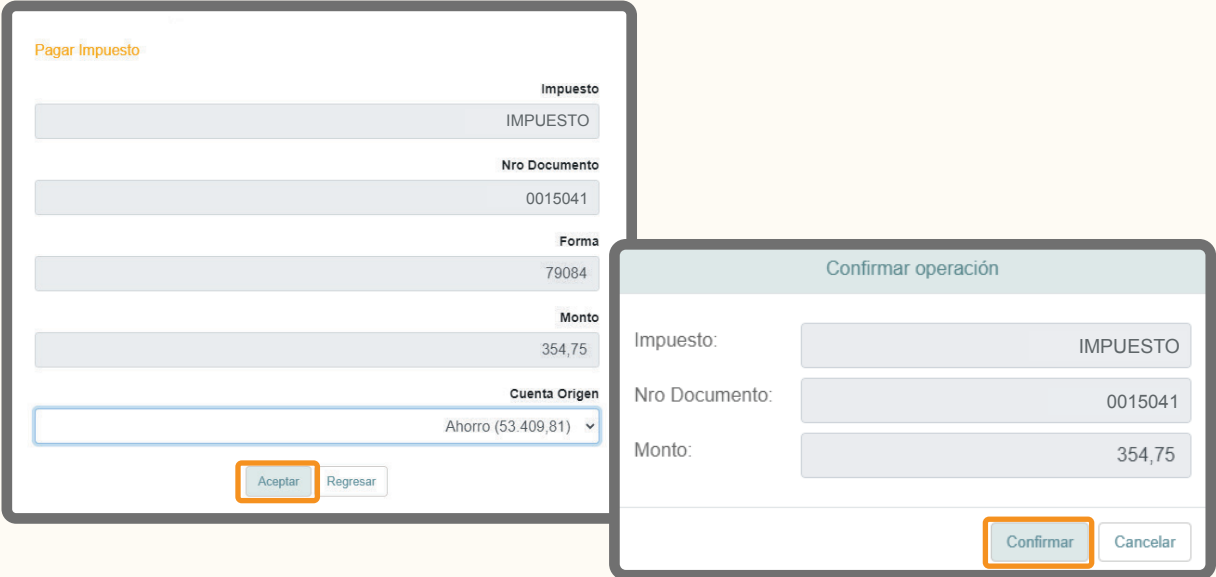 Pagar Impuesto
Impuesto
IMPUESTO
Nro Documento
0015041
Forma
79084
Monto
354,75
Cuenta Origen
Ahorro (53.409,81)
Aceptar Regresar
Confirmar operación
Impuesto: IMPUESTO
Nro Documento: 0015041
Monto: 354,75
Confirmar Cancelar